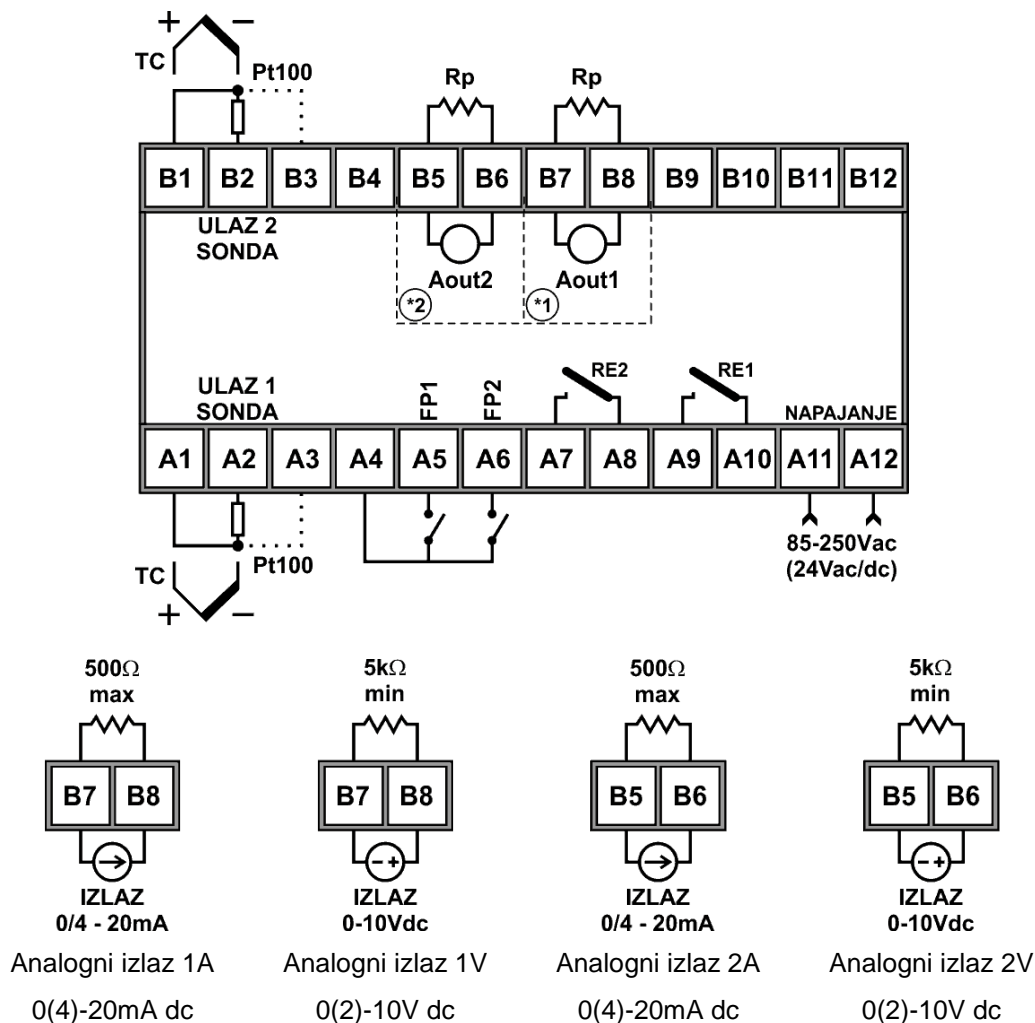 + −
TC
Pt100
Rp Rp
B1 B2 B3 B4 B5 B6 B7 B8 B9 B10 B11 B12
ULAZ 2
SONDA
Aout2 Aout1
*2 *1
ULAZ 1
SONDA
FP1 FP2 RE2 RE1
NAPAJANJE
A1 A2 A3 A4 A5 A6 A7 A8 A9 A10 A11 A12
85-250Vac
(24Vac/dc)
Pt100
TC
+ −
500Ω
max
B7 B8
IZLAZ
0/4 - 20mA
Analogni izlaz 1A
0(4)-20mA dc
5kΩ
min
B7 B8
- +
IZLAZ
0-10Vdc
Analogni izlaz 1V
0(2)-10V dc
500Ω
max
B5 B6
IZLAZ
0/4 - 20mA
Analogni izlaz 2A
0(4)-20mA dc
5kΩ
min
B5 B6
- +
IZLAZ
0-10Vdc
Analogni izlaz 2V
0(2)-10V dc